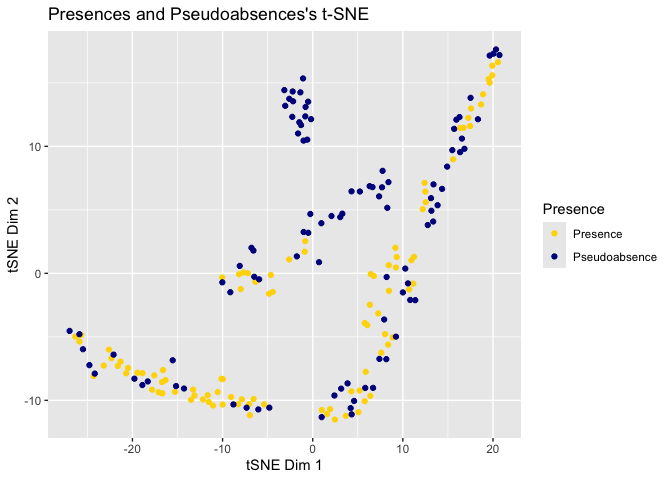 Presences and Pseudoabsences's t-SNE
tSNE Dim 2
10
0
-10
-20
-10
0
10
20
tSNE Dim 1
Presence
Presence
Pseudoabsence